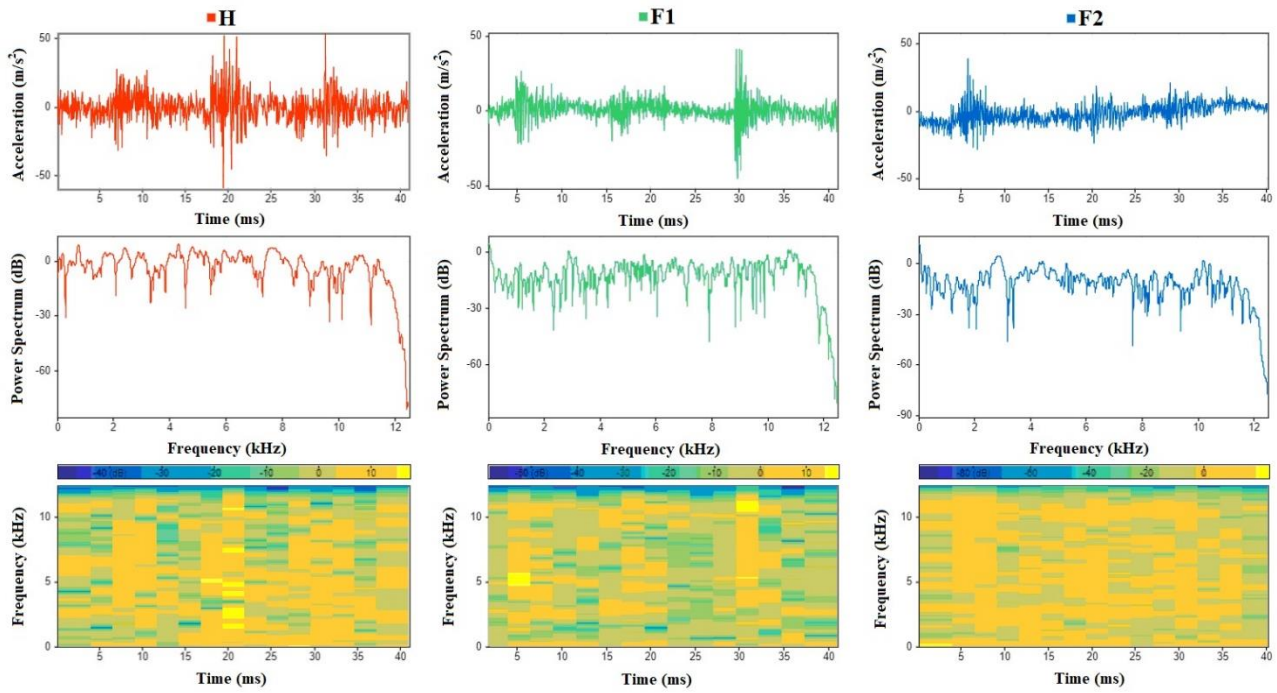 H
F1
F2
Acceleration (m/s²)
50
0
-50
5 10 15 20 25 30 35 40
Time (ms)
Acceleration (m/s²)
50
0
-50
5 10 15 20 25 30 35 40
Time (ms)
Acceleration (m/s²)
50
0
-50
5 10 15 20 25 30 35 40
Time (ms)
Power Spectrum (dB)
0
-30
-60
0 2 4 6 8 10 12
Frequency (kHz)
Power Spectrum (dB)
0
-30
-60
0 2 4 6 8 10 12
Frequency (kHz)
Power Spectrum (dB)
0
-30
-60
-90
0 2 4 6 8 10 12
Frequency (kHz)
-40 [dB] -30 -20 -10 0 10
Frequency (kHz)
10
5
0
5 10 15 20 25 30 35 40
Time (ms)
[dB] -40 -30 -20 -10 0 10
Frequency (kHz)
10
5
0
5 10 15 20 25 30 35 40
Time (ms)
-80 [dB] -60 -40 -20 0
Frequency (kHz)
10
5
0
5 10 15 20 25 30 35 40
Time (ms)